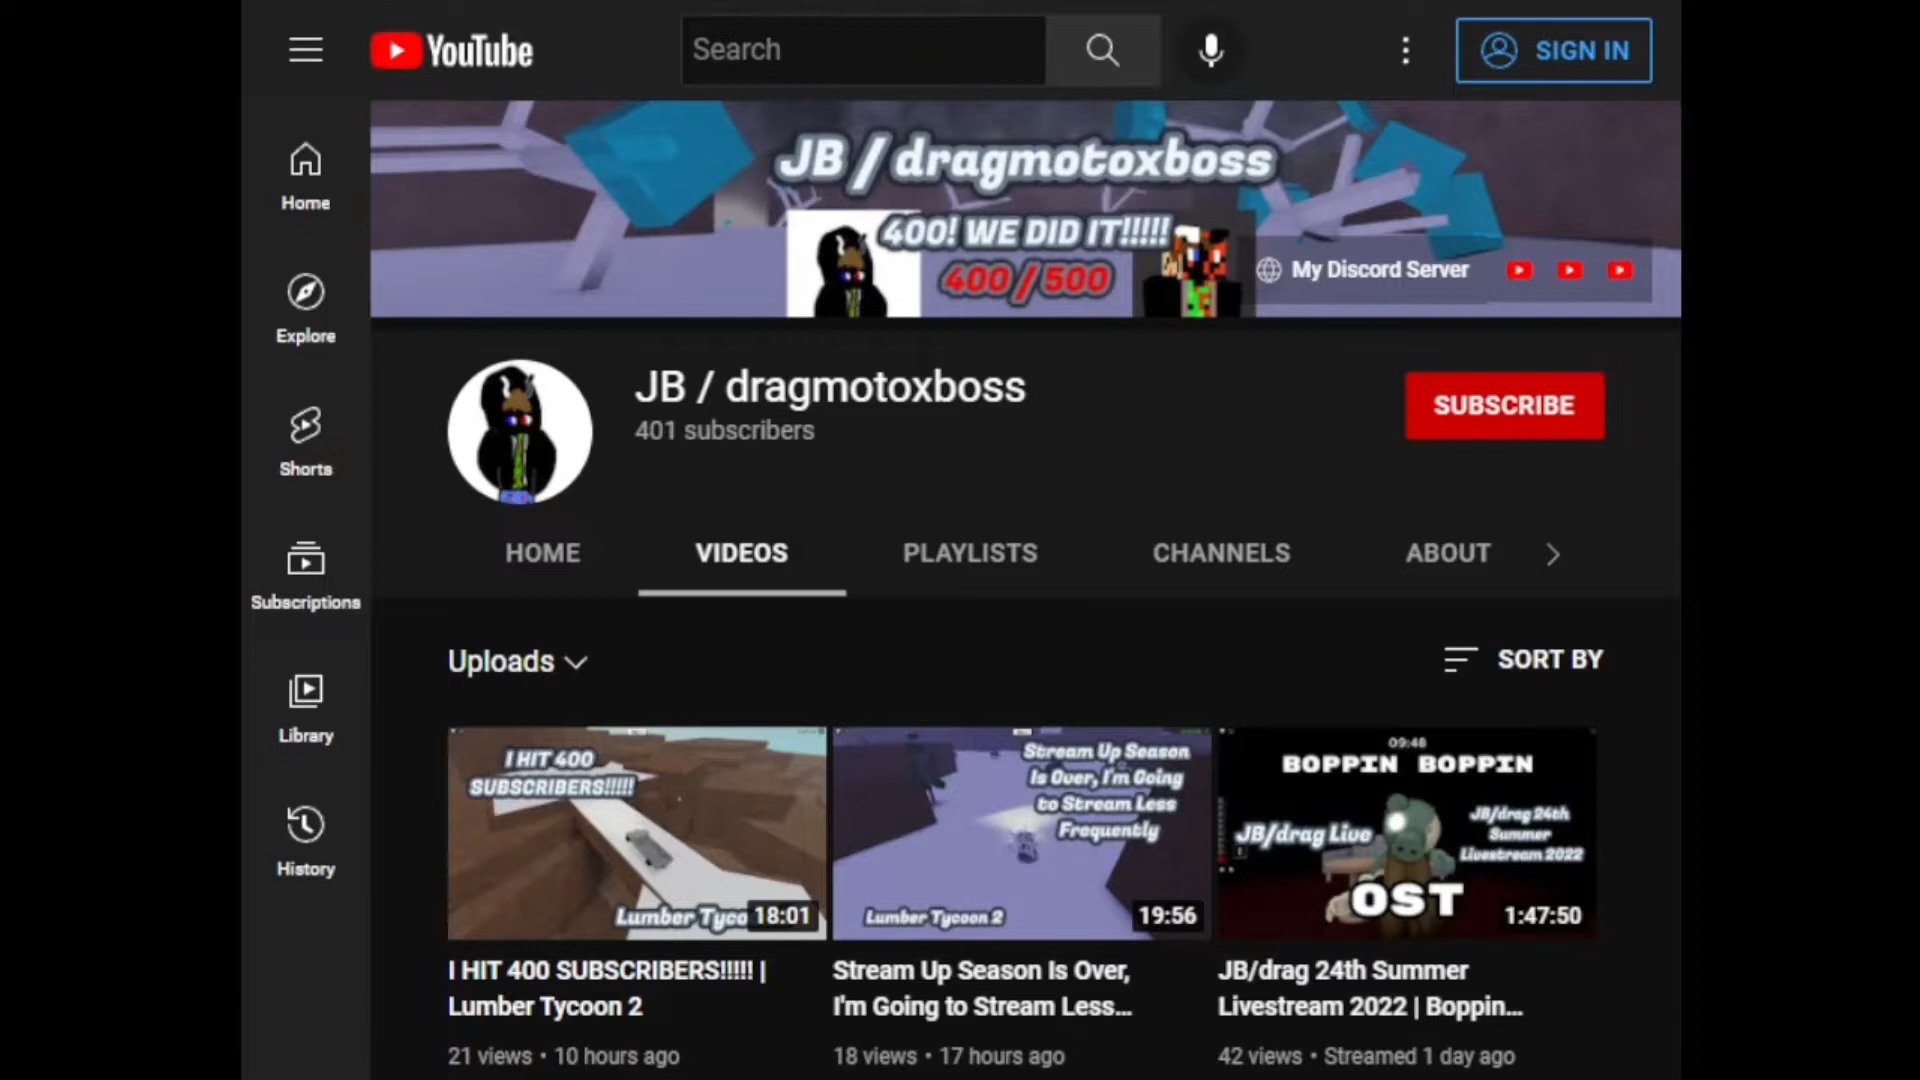 YouTube
Search
SIGN IN
Home
Explore
Shorts
Subscriptions
Library
History
JB / dragmotoxboss
400! WE DID IT!!!!!
400 / 500
My Discord Server
JB / dragmotoxboss
401 subscribers
SUBSCRIBE
HOME
VIDEOS
PLAYLISTS
CHANNELS
ABOUT
Uploads
SORT BY
I HIT 400
SUBSCRIBERS!!!!!
Lumber Tyco
18:01
Stream Up Season
Is Over, I'm Going
to Stream Less
Frequently
Lumber Tycoon 2
19:56
09:48
BOPPIN BOPPIN
JB/drag Live
JB/drag 24th
Summer
Livestream 2022
OST
1:47:50
I HIT 400 SUBSCRIBERS!!!!! |
Lumber Tycoon 2
21 views • 10 hours ago
Stream Up Season Is Over,
I'm Going to Stream Less...
18 views • 17 hours ago
JB/drag 24th Summer
Livestream 2022 | Boppin...
42 views • Streamed 1 day ago